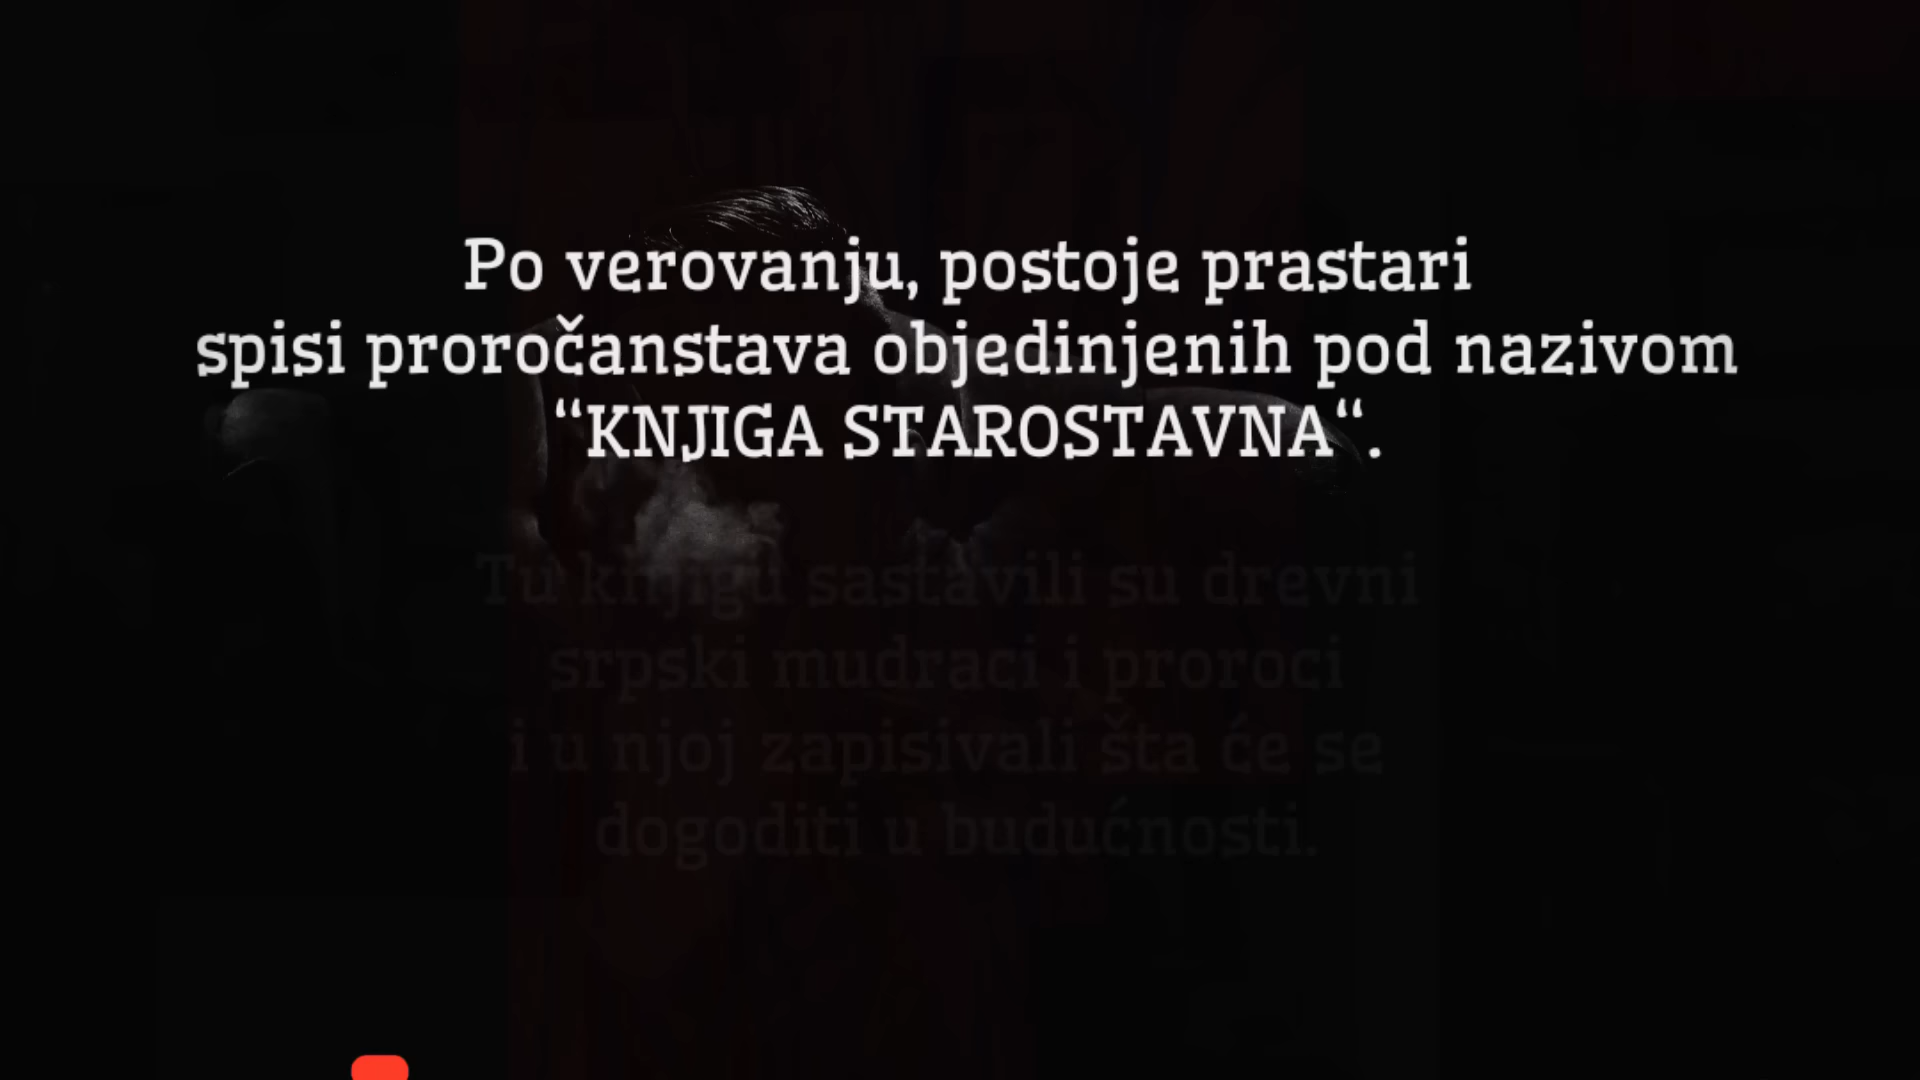 Po verovanju, postoje prastari
spisi proročanstava objedinjenih pod nazivom
“KNJIGA STAROSTAVNA“.
Tu knjigu sastavili su drevni
srpski mudraci i proroci
i u njoj zapisivali šta će se
dogoditi u budućnosti.